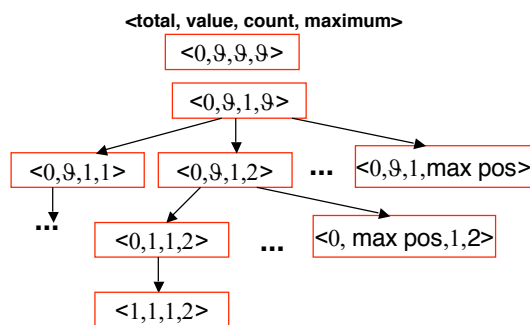 <total, value, count, maximum>
<0,ϑ,ϑ,ϑ>
<0,ϑ,1,ϑ>
<0,ϑ,1,1> <0,ϑ,1,2> ... <0,ϑ,1,max pos>
...
<0,1,1,2> ... <0, max pos,1,2>
<1,1,1,2>